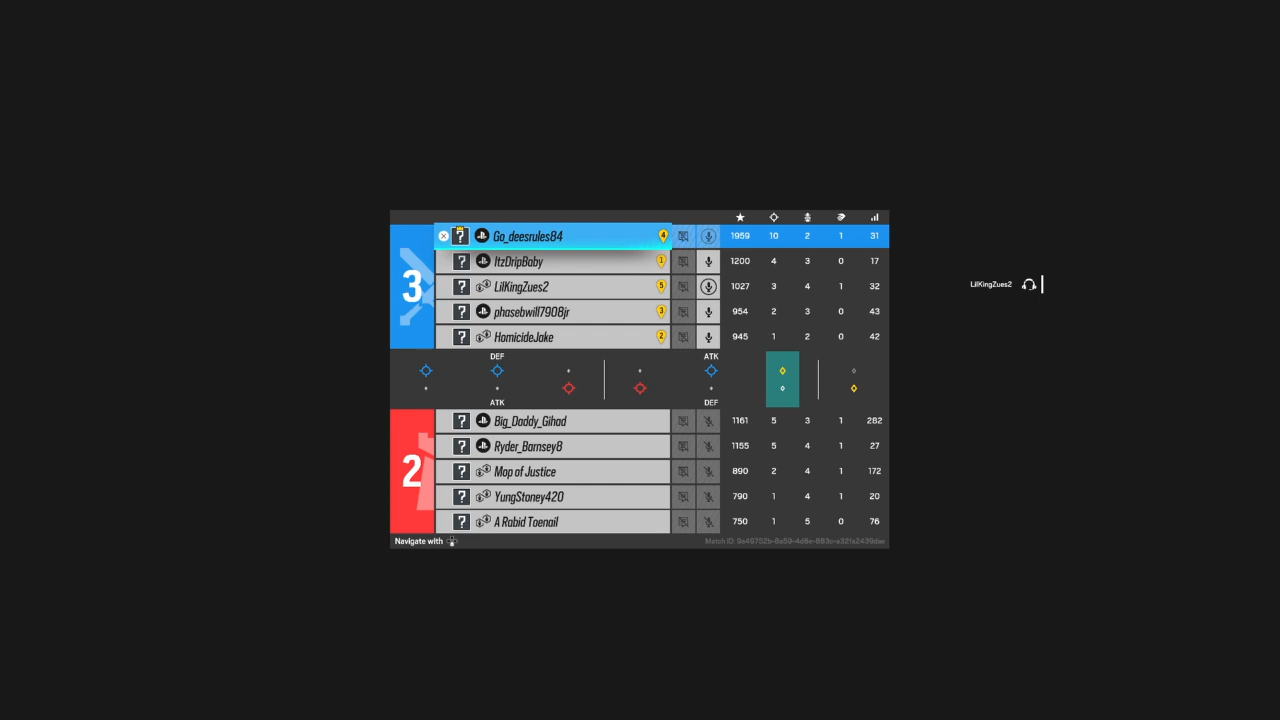 3
Go_deesrules84 4 1959 10 2 1 31
ItzDripBaby 1 1200 4 3 0 17
LilKingZues2 5 1027 3 4 1 32
phasebwill7908jr 3 954 2 3 0 43
HomicideJake 2 945 1 2 0 42
LilKingZues2
DEF ATK
ATK DEF
2
Big_Daddy_Gihad 1161 5 3 1 282
Ryder_Barnsey8 1155 5 4 1 27
Mop of Justice 890 2 4 1 172
YungStoney420 790 1 4 1 20
A Rabid Toenail 750 1 5 0 76
Navigate with
Match ID: